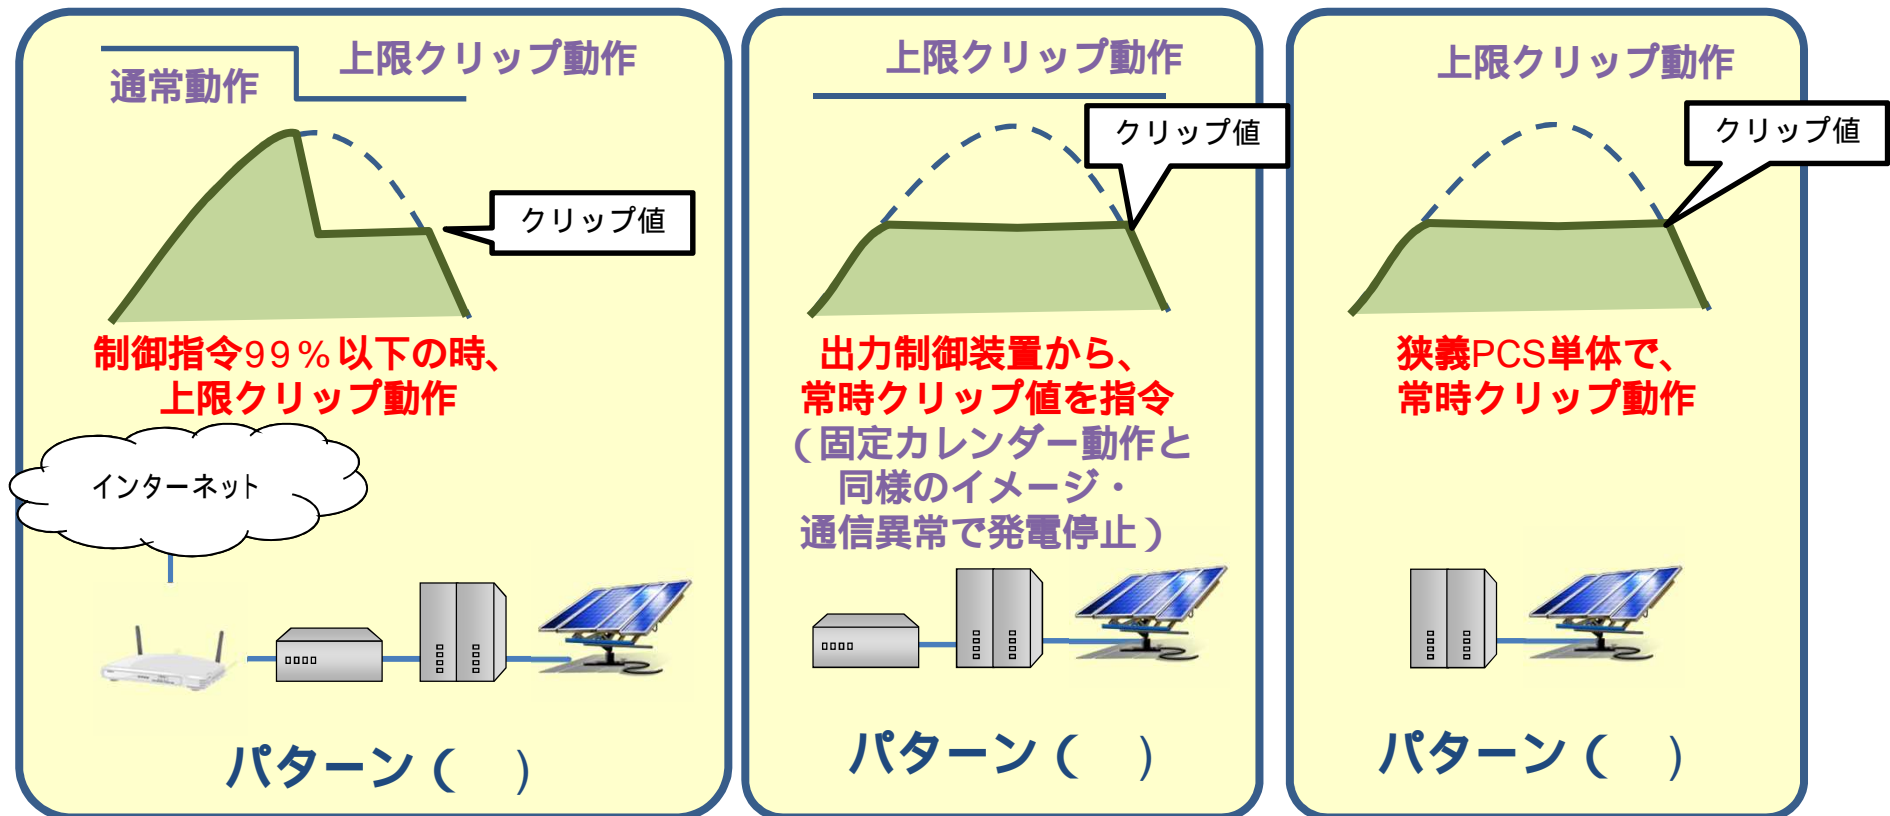 通常動作
上限クリップ動作
クリップ値
制御指令99％以下の時、
上限クリップ動作
インターネット
パターン（　）
上限クリップ動作
クリップ値
出力制御装置から、
常時クリップ値を指令
（固定カレンダー動作と
同様のイメージ・
通信異常で発電停止）
パターン（　）
上限クリップ動作
クリップ値
狭義PCS単体で、
常時クリップ動作
パターン（　）